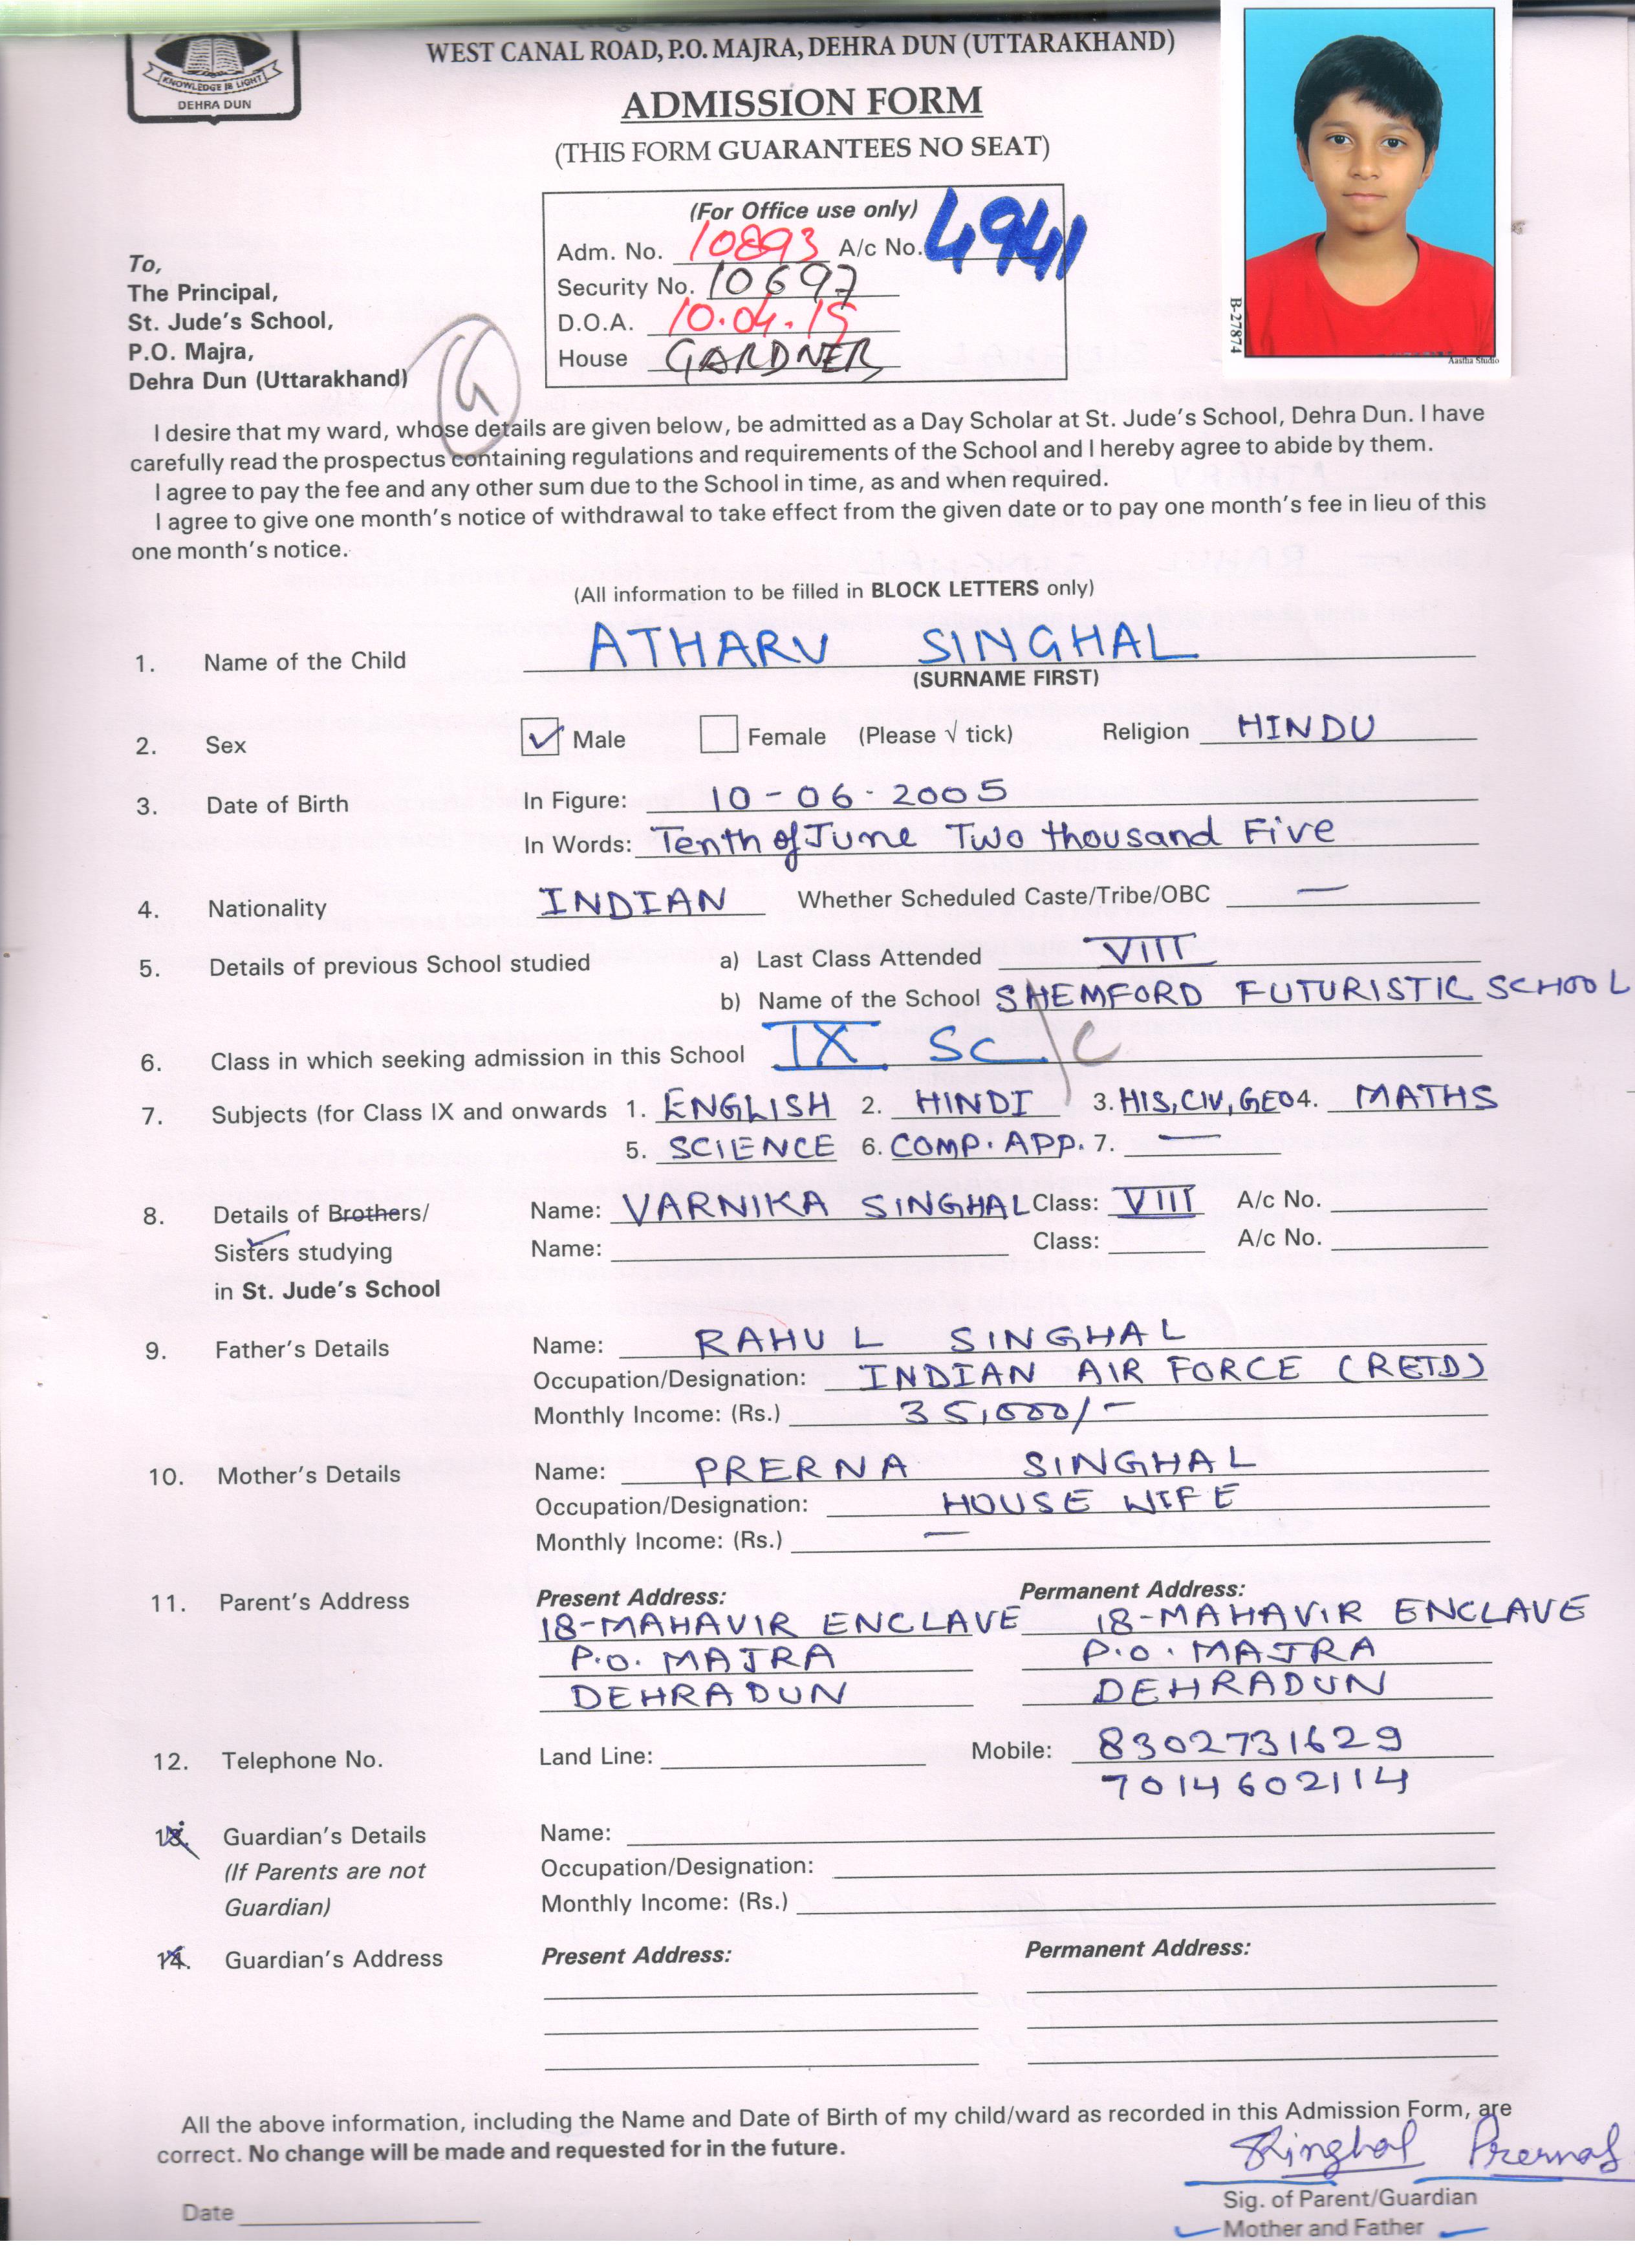 KNOWLEDGE IS LIGHT
DEHRA DUN
WEST CANAL ROAD, P.O. MAJRA, DEHRA DUN (UTTARAKHAND)
ADMISSION FORM
(THIS FORM GUARANTEES NO SEAT)
(For Office use only)
Adm. No. 10893 A/c No. 4941
Security No. 10697
D.O.A. 10.04.19
House GARDNER
B-27874
Aastha Studio
To,
The Principal,
St. Jude's School,
P.O. Majra,
Dehra Dun (Uttarakhand)
G
I desire that my ward, whose details are given below, be admitted as a Day Scholar at St. Jude's School, Dehra Dun. I have
carefully read the prospectus containing regulations and requirements of the School and I hereby agree to abide by them.
I agree to pay the fee and any other sum due to the School in time, as and when required.
I agree to give one month's notice of withdrawal to take effect from the given date or to pay one month's fee in lieu of this
one month's notice.
(All information to be filled in BLOCK LETTERS only)
1. Name of the Child ATHARV SINGHAL
(SURNAME FIRST)
2. Sex ✓ Male Female (Please √ tick) Religion HINDU
3. Date of Birth In Figure: 10-06-2005
In Words: Tenth of June Two thousand Five
4. Nationality INDIAN Whether Scheduled Caste/Tribe/OBC —
5. Details of previous School studied a) Last Class Attended VIII
b) Name of the School SHEMFORD FUTURISTIC SCHOOL
6. Class in which seeking admission in this School IX SC. C
7. Subjects (for Class IX and onwards 1. ENGLISH 2. HINDI 3. HIS, CIV, GEO 4. MATHS
5. SCIENCE 6. COMP. APP. 7. —
8. Details of Brothers/ Name: VARNIKA SINGHAL Class: VIII A/c No.
Sisters studying Name: Class: A/c No.
in St. Jude's School
9. Father's Details Name: RAHUL SINGHAL
Occupation/Designation: INDIAN AIR FORCE (RETD)
Monthly Income: (Rs.) 35,000/-
10. Mother's Details Name: PRERNA SINGHAL
Occupation/Designation: HOUSE WIFE
Monthly Income: (Rs.) —
11. Parent's Address Present Address: Permanent Address:
18-MAHAVIR ENCLAVE 18-MAHAVIR ENCLAVE
P.O. MAJRA P.O. MAJRA
DEHRADUN DEHRADUN
12. Telephone No. Land Line: Mobile: 8302731629
7014602114
13. Guardian's Details Name:
(If Parents are not Occupation/Designation:
Guardian) Monthly Income: (Rs.)
14. Guardian's Address Present Address: Permanent Address:
All the above information, including the Name and Date of Birth of my child/ward as recorded in this Admission Form, are
correct. No change will be made and requested for in the future.
Singhal Prernas
Date Sig. of Parent/Guardian
Mother and Father